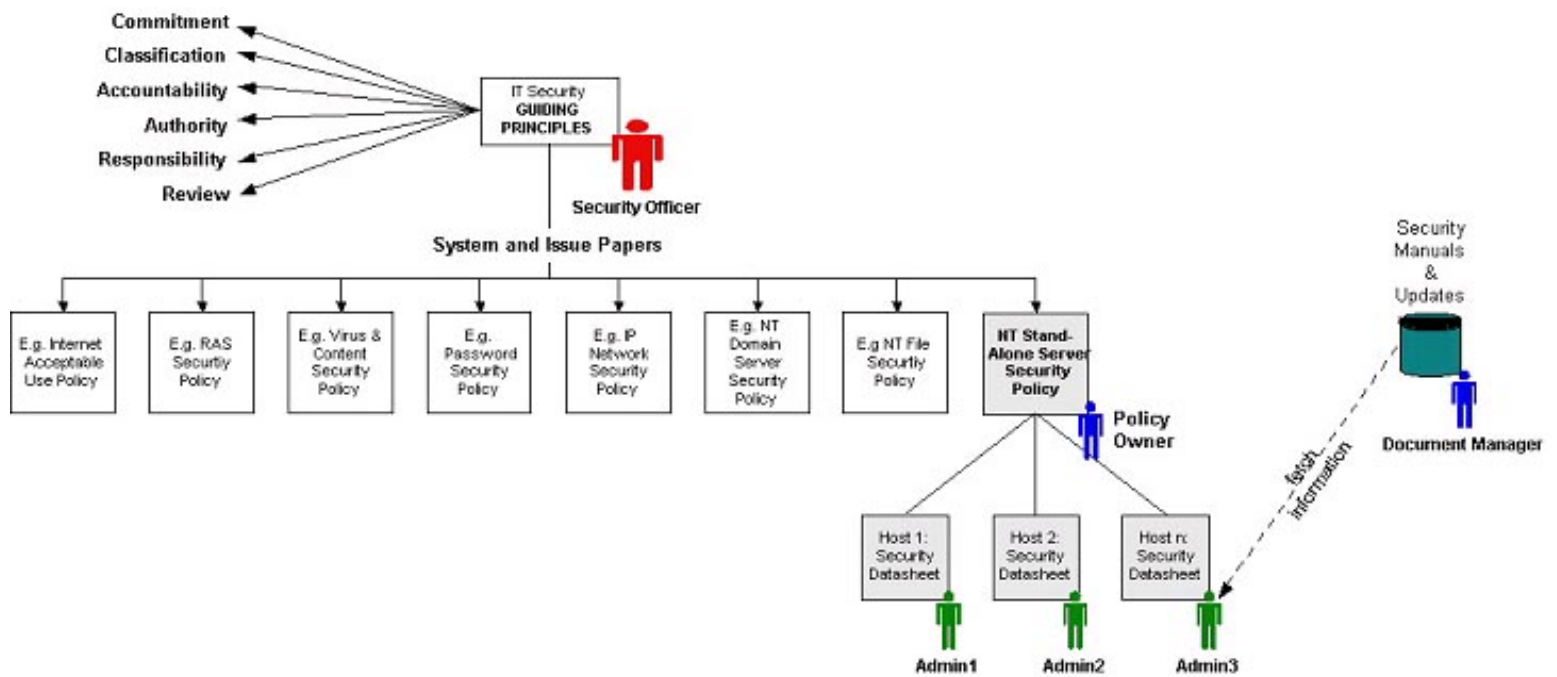 Commitment
Classification
Accountability
Authority
Responsibility
Review
IT Security
GUIDING
PRINCIPLES
Security Officer
System and Issue Papers
E.g. Internet
Acceptable
Use Policy
E.g. RAS
Securtiy
Policy
E.g. Virus &
Content
Security
Policy
E.g.
Password
Security
Policy
E.g. IP
Network
Security
Policy
E.g. NT
Domain
Server
Security
Policy
E.g NT File
Securtiy
Policy
NT Stand-
Alone Server
Security
Policy
Policy
Owner
Host 1:
Security
Datasheet
Host 2:
Security
Datasheet
Host n:
Security
Datasheet
Admin1
Admin2
Admin3
Security
Manuals
&
Updates
Document Manager
fetch
information